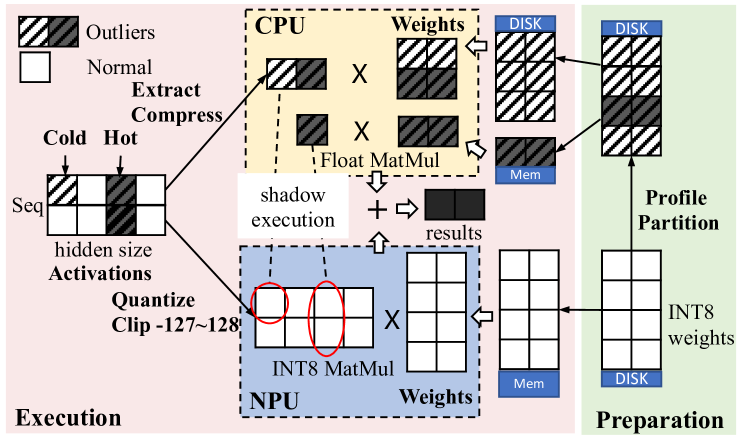 CPU
Weights
DISK
DISK
Outliers
Normal
Extract
Compress
X
Cold
Hot
X
Float MatMul
Mem
Seq
shadow
execution
+
results
Profile
Partition
hidden size
Activations
Quantize
Clip -127~128
X
INT8
weights
INT8 MatMul
Mem
DISK
Weights
NPU
Execution
Preparation